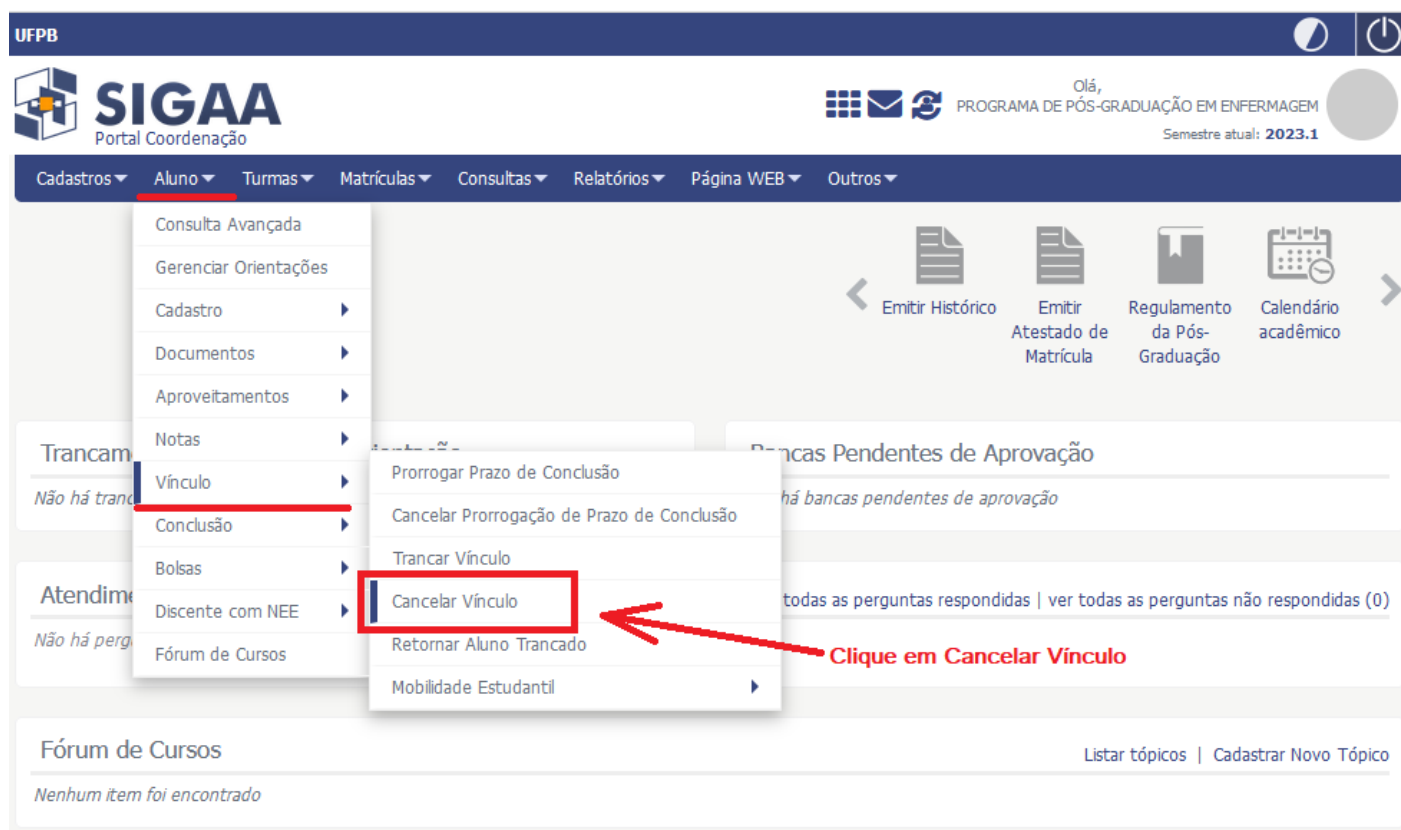 UFPB
SIGAA
Portal Coordenação
Olá,
PROGRAMA DE PÓS-GRADUAÇÃO EM ENFERMAGEM
Semestre atual: 2023.1
Cadastros Aluno Turmas Matrículas Consultas Relatórios Página WEB Outros
Consulta Avançada
Gerenciar Orientações
Cadastro
Documentos
Aproveitamentos
Notas
Vínculo
Conclusão
Bolsas
Discente com NEE
Fórum de Cursos
Prorrogar Prazo de Conclusão
Cancelar Prorrogação de Prazo de Conclusão
Trancar Vínculo
Cancelar Vínculo
Retornar Aluno Trancado
Mobilidade Estudantil
Emitir Histórico
Emitir
Atestado de
Matrícula
Regulamento
da Pós-
Graduação
Calendário
acadêmico
Trancam
Não há tranc
ncas Pendentes de Aprovação
há bancas pendentes de aprovação
Atendime
todas as perguntas respondidas | ver todas as perguntas não respondidas (0)
Não há perg
Clique em Cancelar Vínculo
Fórum de Cursos
Listar tópicos | Cadastrar Novo Tópico
Nenhum item foi encontrado